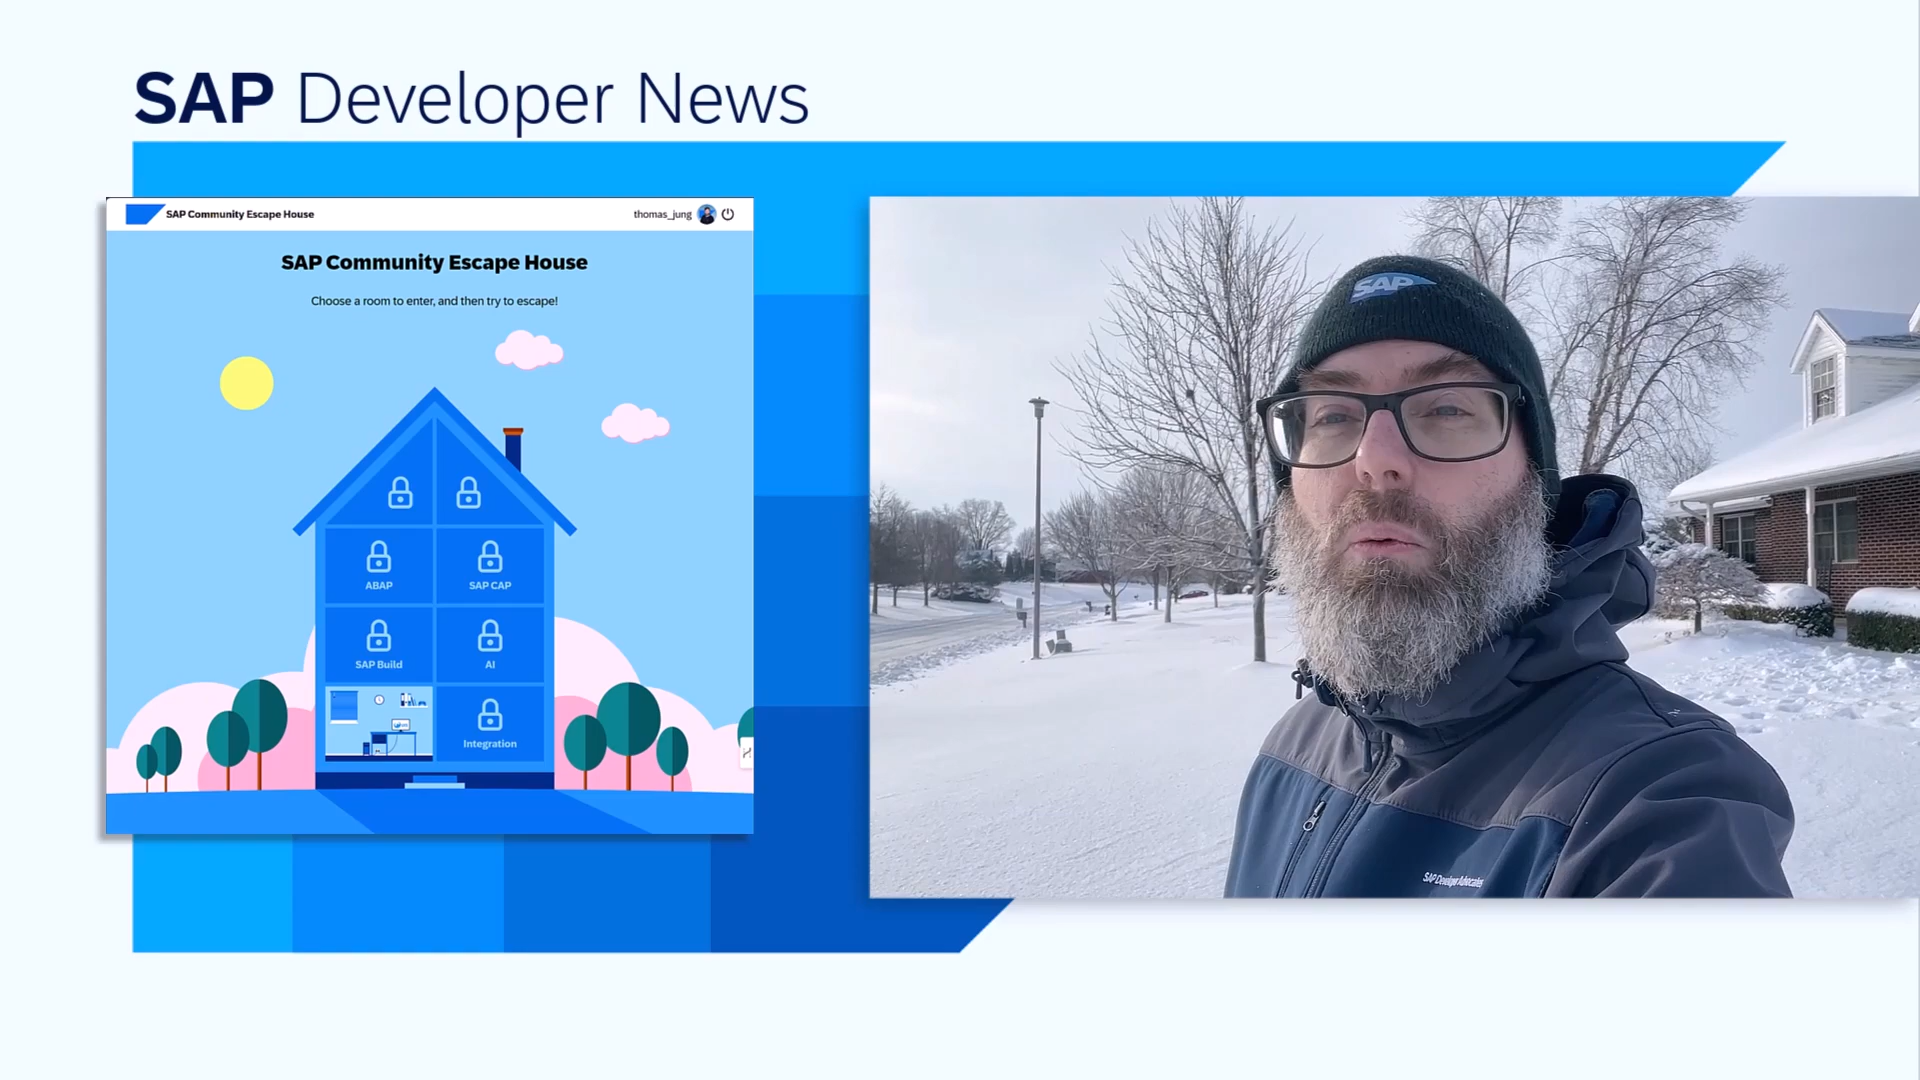 SAP Developer News
SAP Community Escape House
thomas_jung
SAP Community Escape House
Choose a room to enter, and then try to escape!
ABAP
SAP CAP
SAP Build
AI
Integration
SAP
SAP Developer Advocates